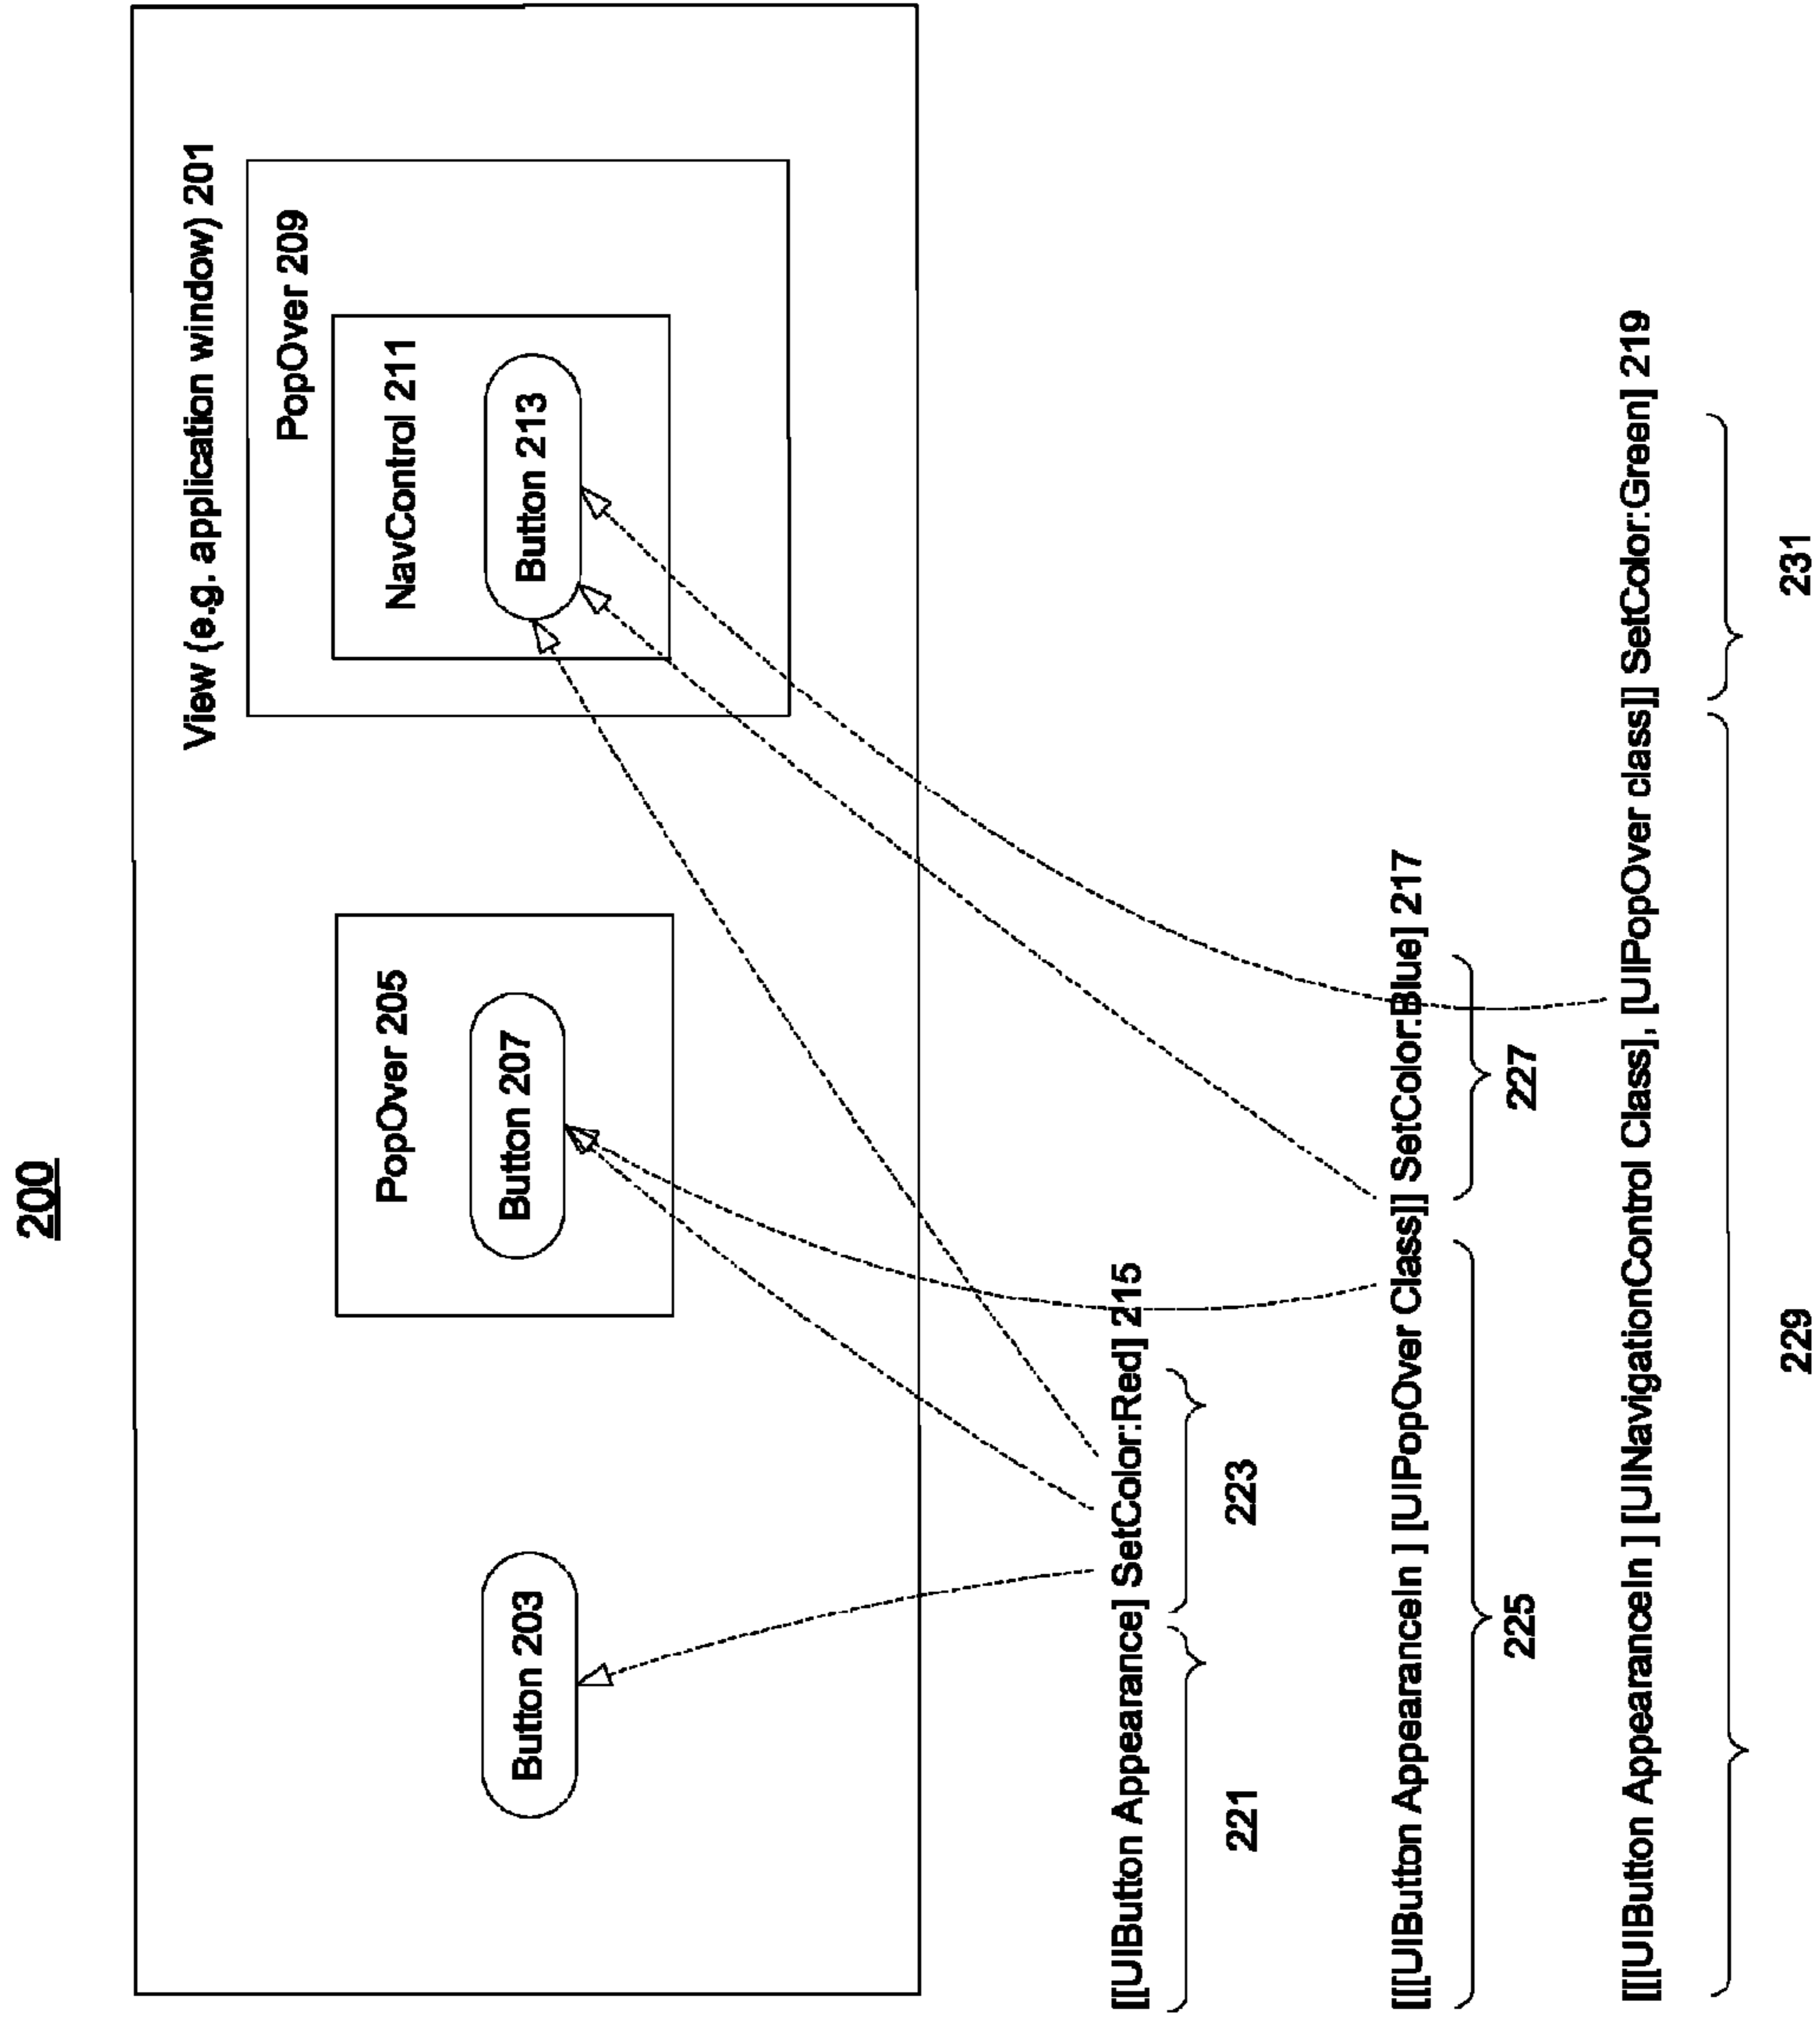 200
View (e.g. application window) 201
PopOver 209
PopOver 205
NavControl 211
Button 203
Button 207
Button 213
[[UIButton Appearance] SetColor:Red] 215
221
223
[[[UIButton AppearanceIn ] [UIPopOver Class]] SetColor:Blue] 217
225
227
[[[UIButton AppearanceIn ] [UINavigationControl Class], [UIPopOver class]] SetColor:Green] 219
229
231